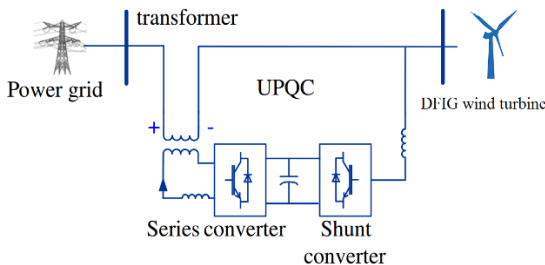 transformer
Power grid
UPQC
DFIG wind turbine
+ -
Series converter
Shunt
converter